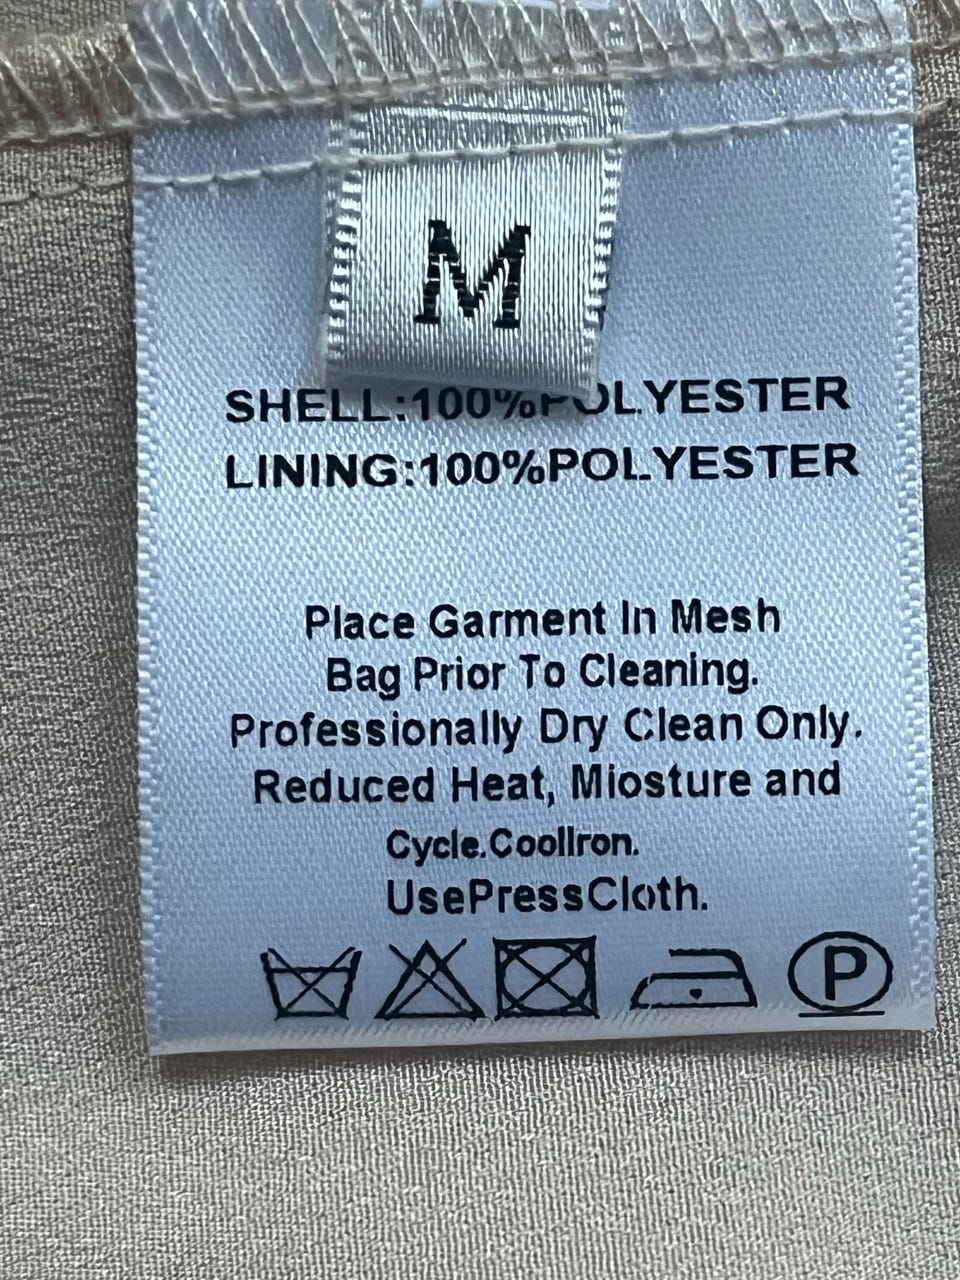 M
SHELL:100%POLYESTER
LINING:100%POLYESTER
Place Garment In Mesh
Bag Prior To Cleaning.
Professionally Dry Clean Only.
Reduced Heat, Miosture and
Cycle.CoolIron.
UsePressCloth.
P